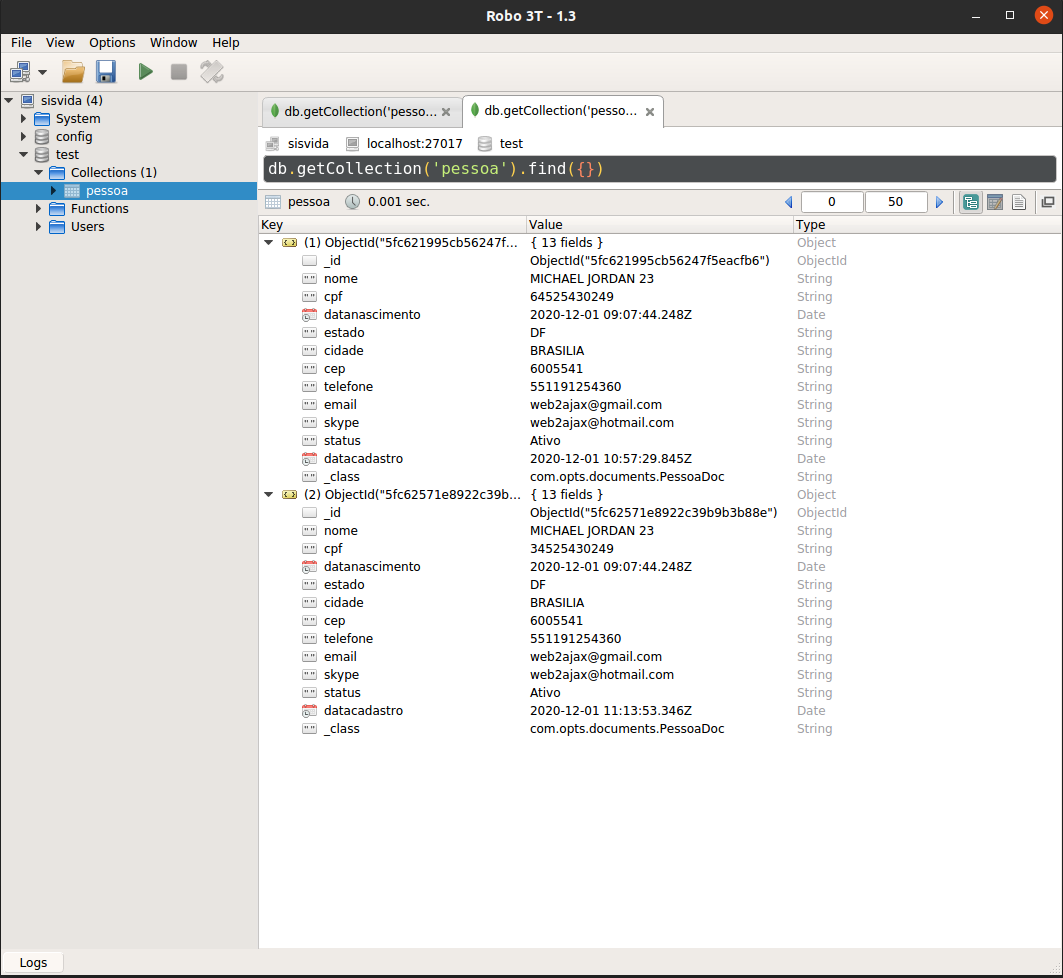 Robo 3T - 1.3
File View Options Window Help
sisvida (4)
System
config
test
Collections (1)
pessoa
Functions
Users
db.getCollection('pesso... db.getCollection('pesso...
sisvida localhost:27017 test
db.getCollection('pessoa').find({})
pessoa 0.001 sec. 0 50
Key Value Type
(1) ObjectId("5fc621995cb56247f... { 13 fields } Object
_id ObjectId("5fc621995cb56247f5eacfb6") ObjectId
nome MICHAEL JORDAN 23 String
cpf 64525430249 String
datanascimento 2020-12-01 09:07:44.248Z Date
estado DF String
cidade BRASILIA String
cep 6005541 String
telefone 551191254360 String
email web2ajax@gmail.com String
skype web2ajax@hotmail.com String
status Ativo String
datacadastro 2020-12-01 10:57:29.845Z Date
_class com.opts.documents.PessoaDoc String
(2) ObjectId("5fc62571e8922c39b... { 13 fields } Object
_id ObjectId("5fc62571e8922c39b9b3b88e") ObjectId
nome MICHAEL JORDAN 23 String
cpf 34525430249 String
datanascimento 2020-12-01 09:07:44.248Z Date
estado DF String
cidade BRASILIA String
cep 6005541 String
telefone 551191254360 String
email web2ajax@gmail.com String
skype web2ajax@hotmail.com String
status Ativo String
datacadastro 2020-12-01 11:13:53.346Z Date
_class com.opts.documents.PessoaDoc String
Logs